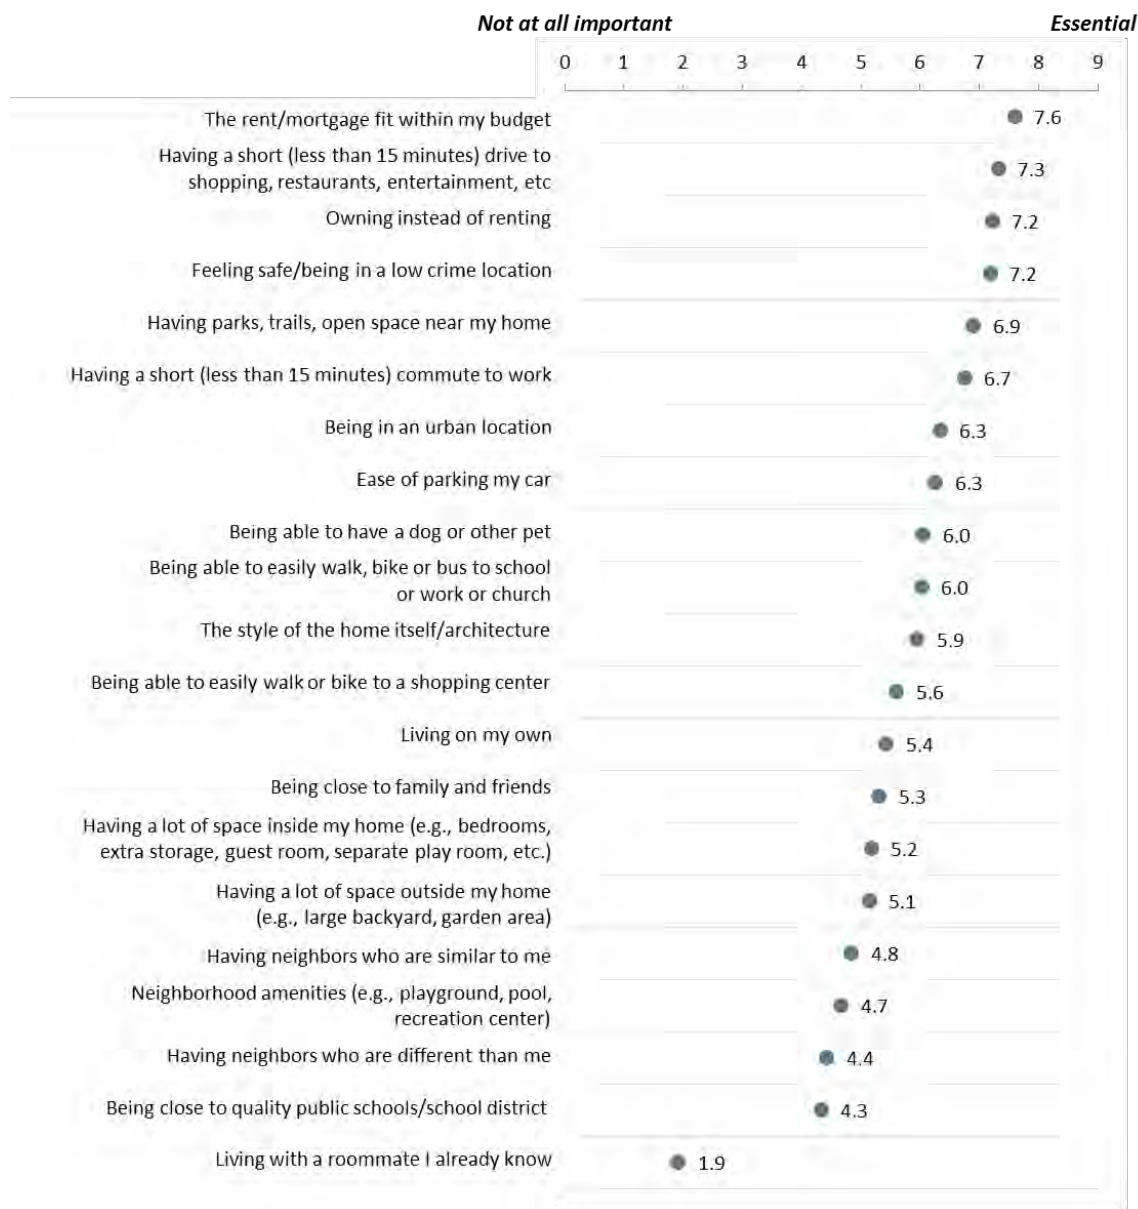 Not at all important Essential
0 1 2 3 4 5 6 7 8 9
The rent/mortgage fit within my budget 7.6
Having a short (less than 15 minutes) drive to
shopping, restaurants, entertainment, etc 7.3
Owning instead of renting 7.2
Feeling safe/being in a low crime location 7.2
Having parks, trails, open space near my home 6.9
Having a short (less than 15 minutes) commute to work 6.7
Being in an urban location 6.3
Ease of parking my car 6.3
Being able to have a dog or other pet 6.0
Being able to easily walk, bike or bus to school
or work or church 6.0
The style of the home itself/architecture 5.9
Being able to easily walk or bike to a shopping center 5.6
Living on my own 5.4
Being close to family and friends 5.3
Having a lot of space inside my home (e.g., bedrooms,
extra storage, guest room, separate play room, etc.) 5.2
Having a lot of space outside my home
(e.g., large backyard, garden area) 5.1
Having neighbors who are similar to me 4.8
Neighborhood amenities (e.g., playground, pool,
recreation center) 4.7
Having neighbors who are different than me 4.4
Being close to quality public schools/school district 4.3
Living with a roommate I already know 1.9